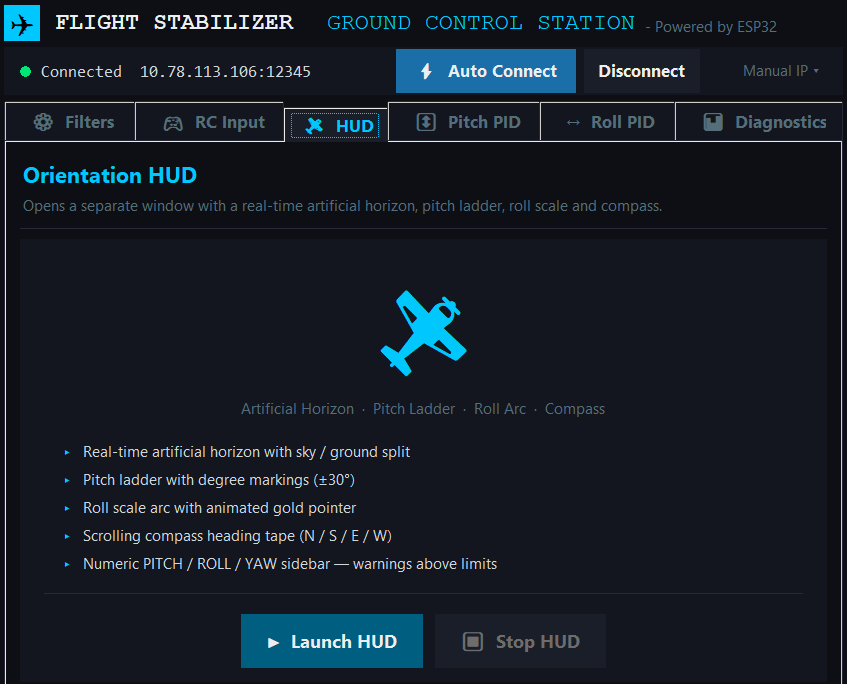 FLIGHT STABILIZER GROUND CONTROL STATION - Powered by ESP32
Connected 10.78.113.106:12345 Auto Connect Disconnect Manual IP
Filters RC Input HUD Pitch PID Roll PID Diagnostics
Orientation HUD
Opens a separate window with a real-time artificial horizon, pitch ladder, roll scale and compass.
Artificial Horizon · Pitch Ladder · Roll Arc · Compass
Real-time artificial horizon with sky / ground split
Pitch ladder with degree markings (±30°)
Roll scale arc with animated gold pointer
Scrolling compass heading tape (N / S / E / W)
Numeric PITCH / ROLL / YAW sidebar — warnings above limits
Launch HUD Stop HUD